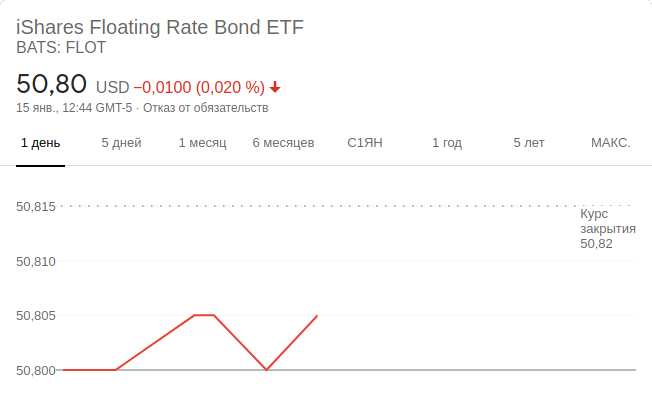 iShares Floating Rate Bond ETF
BATS: FLOT
50,80 USD −0,0100 (0,020 %)
15 янв., 12:44 GMT-5 · Отказ от обязательств
1 день 5 дней 1 месяц 6 месяцев С1ЯН 1 год 5 лет МАКС.
50,815
Курс
закрытия
50,82
50,810
50,805
50,800